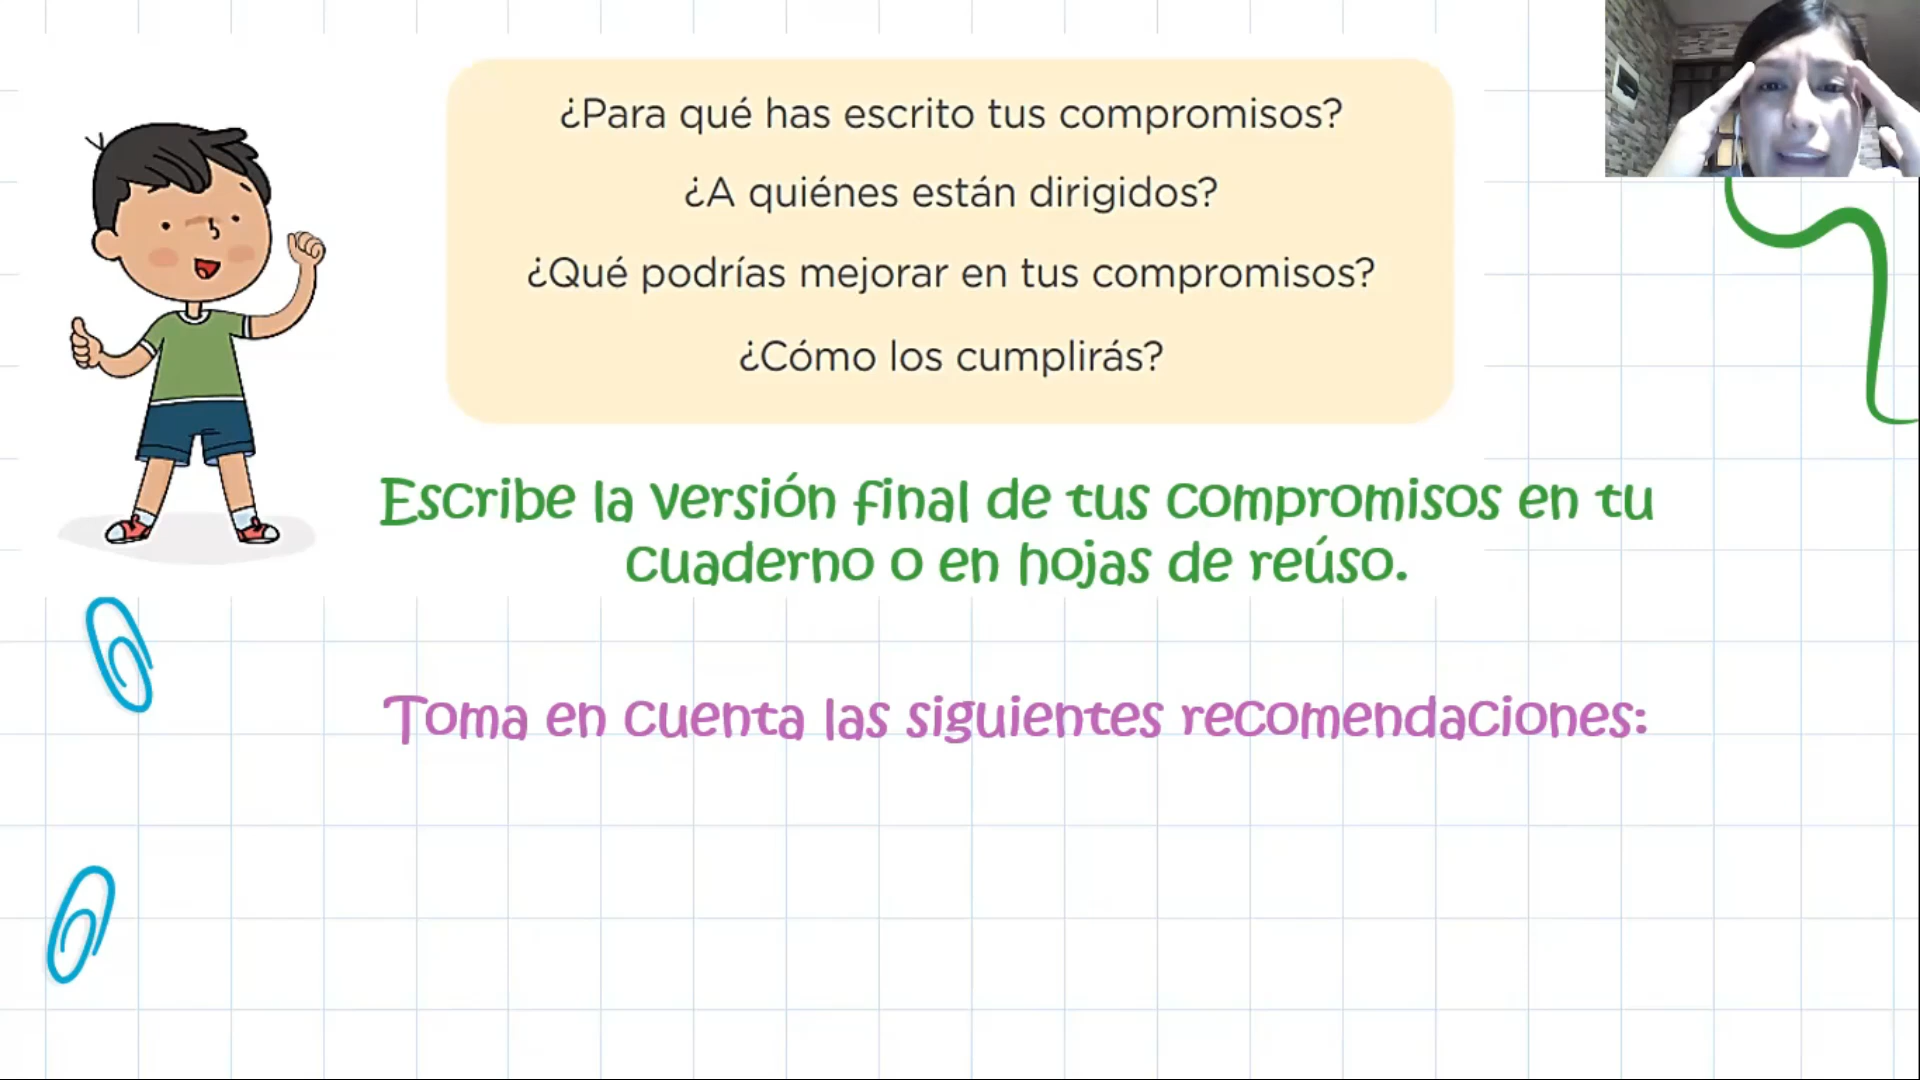 ¿Para qué has escrito tus compromisos?
¿A quiénes están dirigidos?
¿Qué podrías mejorar en tus compromisos?
¿Cómo los cumplirás?
Escribe la versión final de tus compromisos en tu
cuaderno o en hojas de reúso.
Toma en cuenta las siguientes recomendaciones: